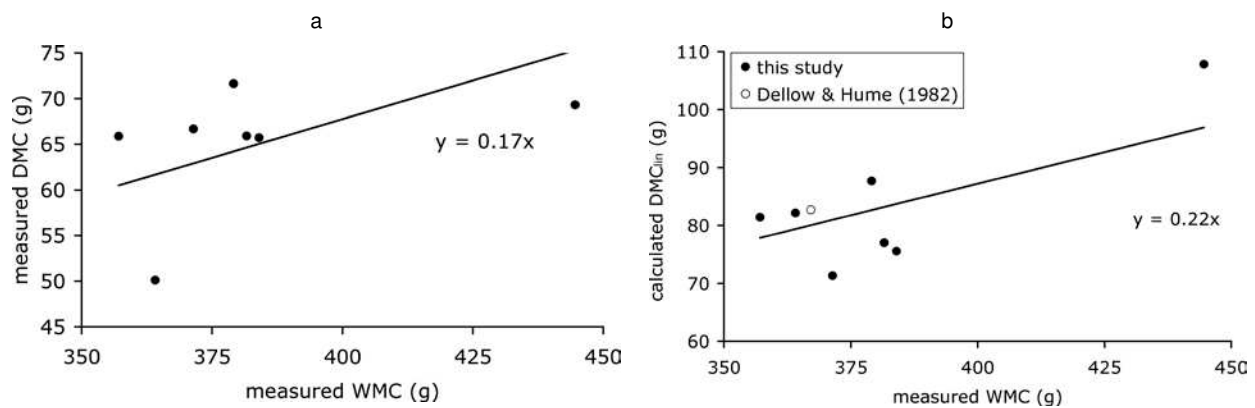 a
75
70
65
60
55
50
45
measured DMC (g)
y = 0.17x
350
375
400
425
450
measured WMC (g)
b
110
100
90
80
70
60
calculated DMClin (g)
this study
Dellow & Hume (1982)
y = 0.22x
350
375
400
425
450
measured WMC (g)